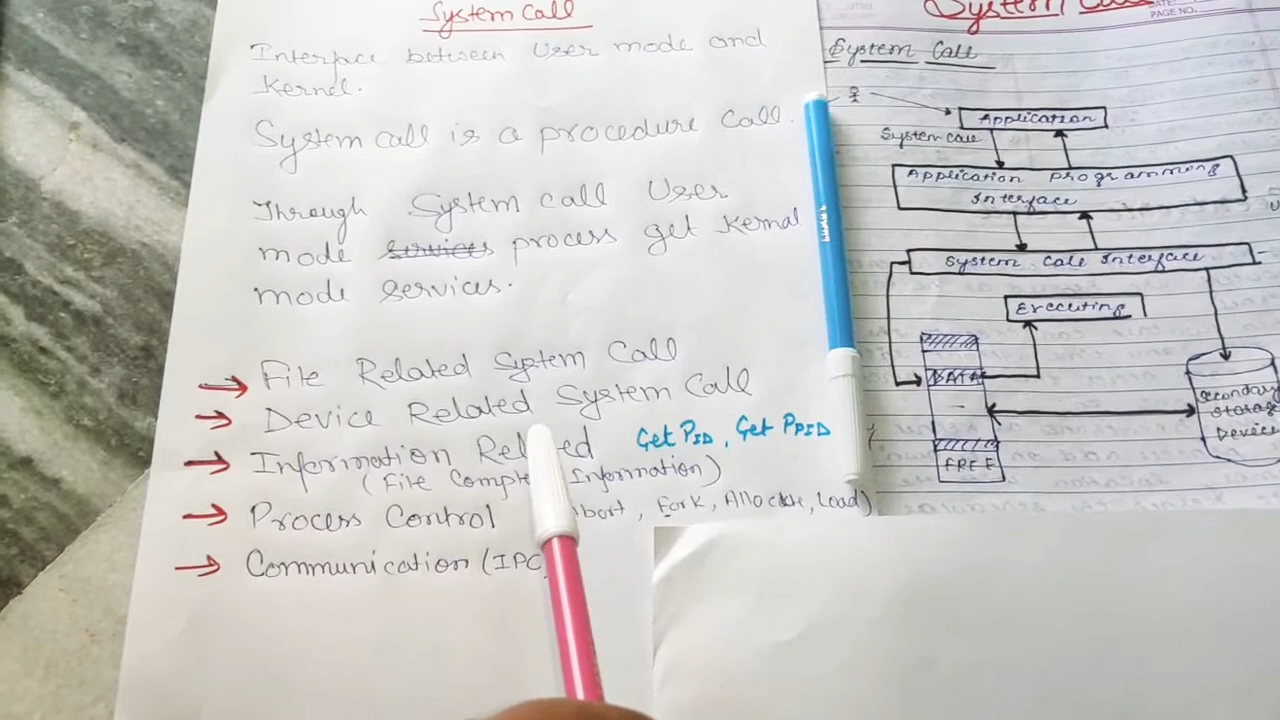 System Call
Interface between User mode and
Kernel.
System call is a procedure call.
Through System call User
mode services process get Kernal
mode services.
→ File Related System Call
→ Device Related System Call
→ Information Related Get PID, Get PPID
(File Complete Information)
→ Process Control Abort, Fork, Allocate, Load)
→ Communication (IPC
System Call
DATE:
PAGE NO.
System Call
Application
System call
Application Programming
Interface
System Call Interface
Executing
DATA
FREE
Secondary
Storage
Device